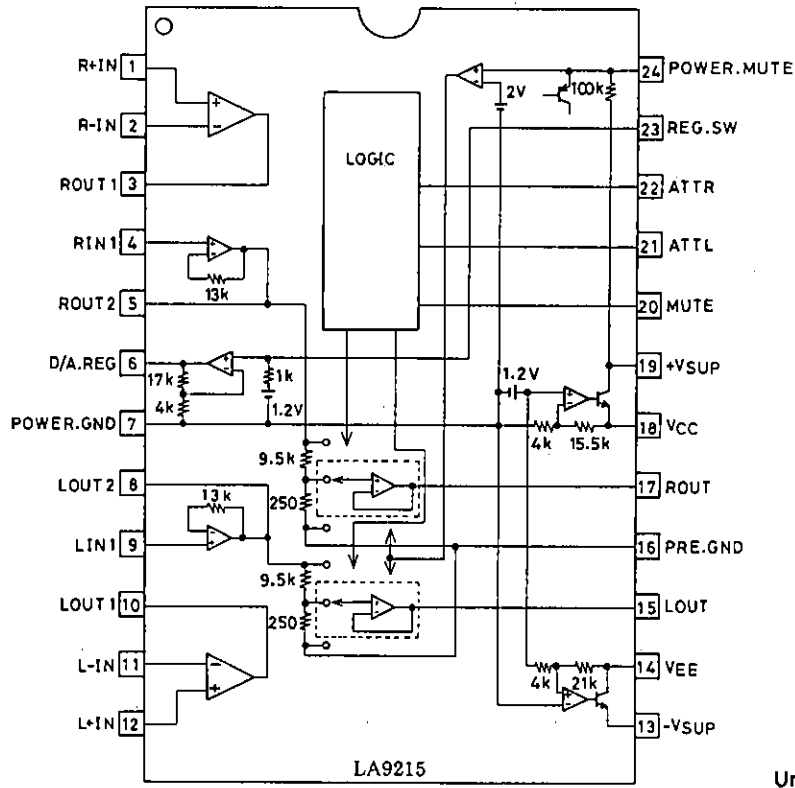 R+IN 1
R-IN 2
ROUT1 3
RIN1 4
ROUT2 5
D/A.REG 6
POWER.GND 7
LOUT2 8
LIN1 9
LOUT1 10
L-IN 11
L+IN 12
24 POWER.MUTE
23 REG.SW
22 ATTR
21 ATTL
20 MUTE
19 +VSUP
18 VCC
17 ROUT
16 PRE.GND
15 LOUT
14 VEE
13 -VSUP
+
-
+
-
13k
17k
4k
+
-
1k
1.2V
LOGIC
+
-
2V
100k
1.2V
+
-
4k
15.5k
9.5k
250
+
-
13k
-
+
9.5k
250
+
-
-
+
4k
21k
+
-
LA9215
Un